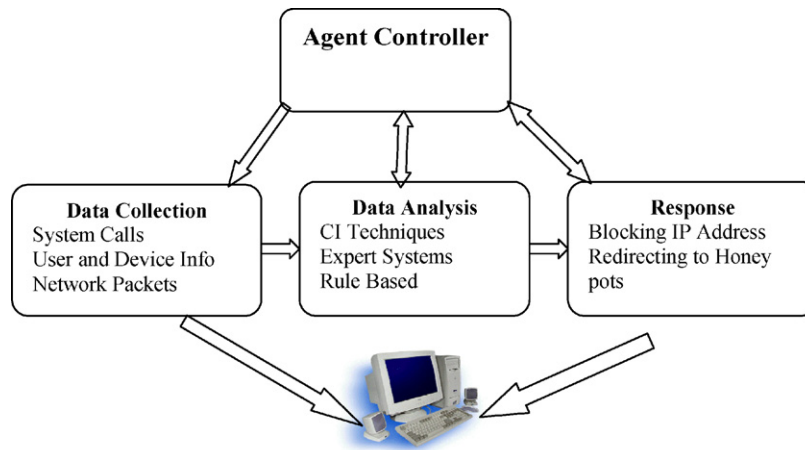 Agent Controller
Data Collection
System Calls
User and Device Info
Network Packets
Data Analysis
CI Techniques
Expert Systems
Rule Based
Response
Blocking IP Address
Redirecting to Honey
pots